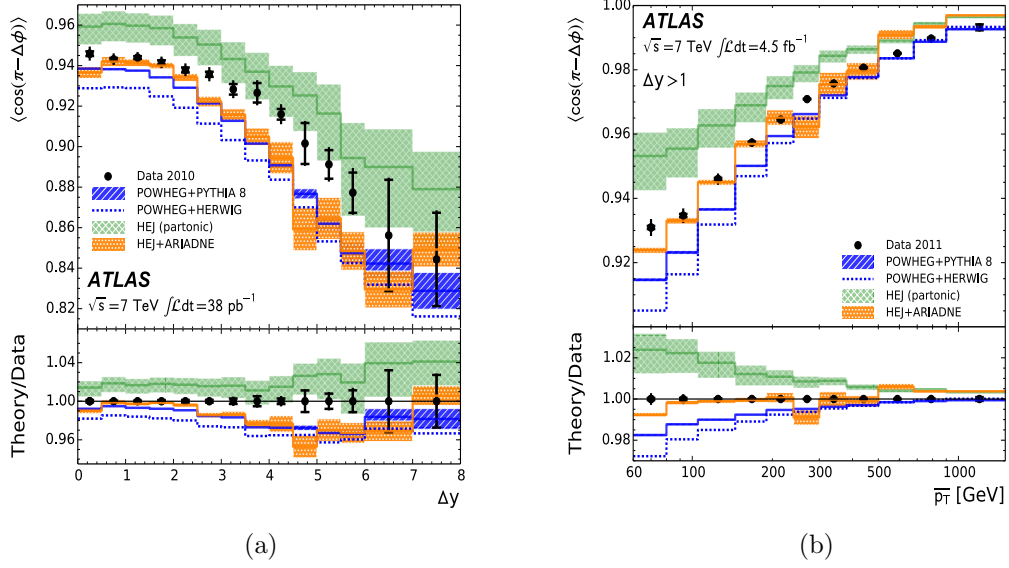 ⟨cos(π−Δϕ)⟩
0.96
0.94
0.92
0.90
0.88
0.86
0.84
0.82
Data 2010
POWHEG+PYTHIA 8
POWHEG+HERWIG
HEJ (partonic)
HEJ+ARIADNE
ATLAS
√s =7 TeV ∫ℒdt=38 pb⁻¹
Theory/Data
1.04
1.00
0.96
0 1 2 3 4 5 6 7 8
Δy
(a)
⟨cos(π−Δϕ)⟩
1.00
0.98
0.96
0.94
0.92
ATLAS
√s =7 TeV ∫ℒdt=4.5 fb⁻¹
Δy>1
Data 2011
POWHEG+PYTHIA 8
POWHEG+HERWIG
HEJ (partonic)
HEJ+ARIADNE
Theory/Data
1.02
1.00
0.98
60 100 200 300 500 1000
p̅T̅ [GeV]
(b)